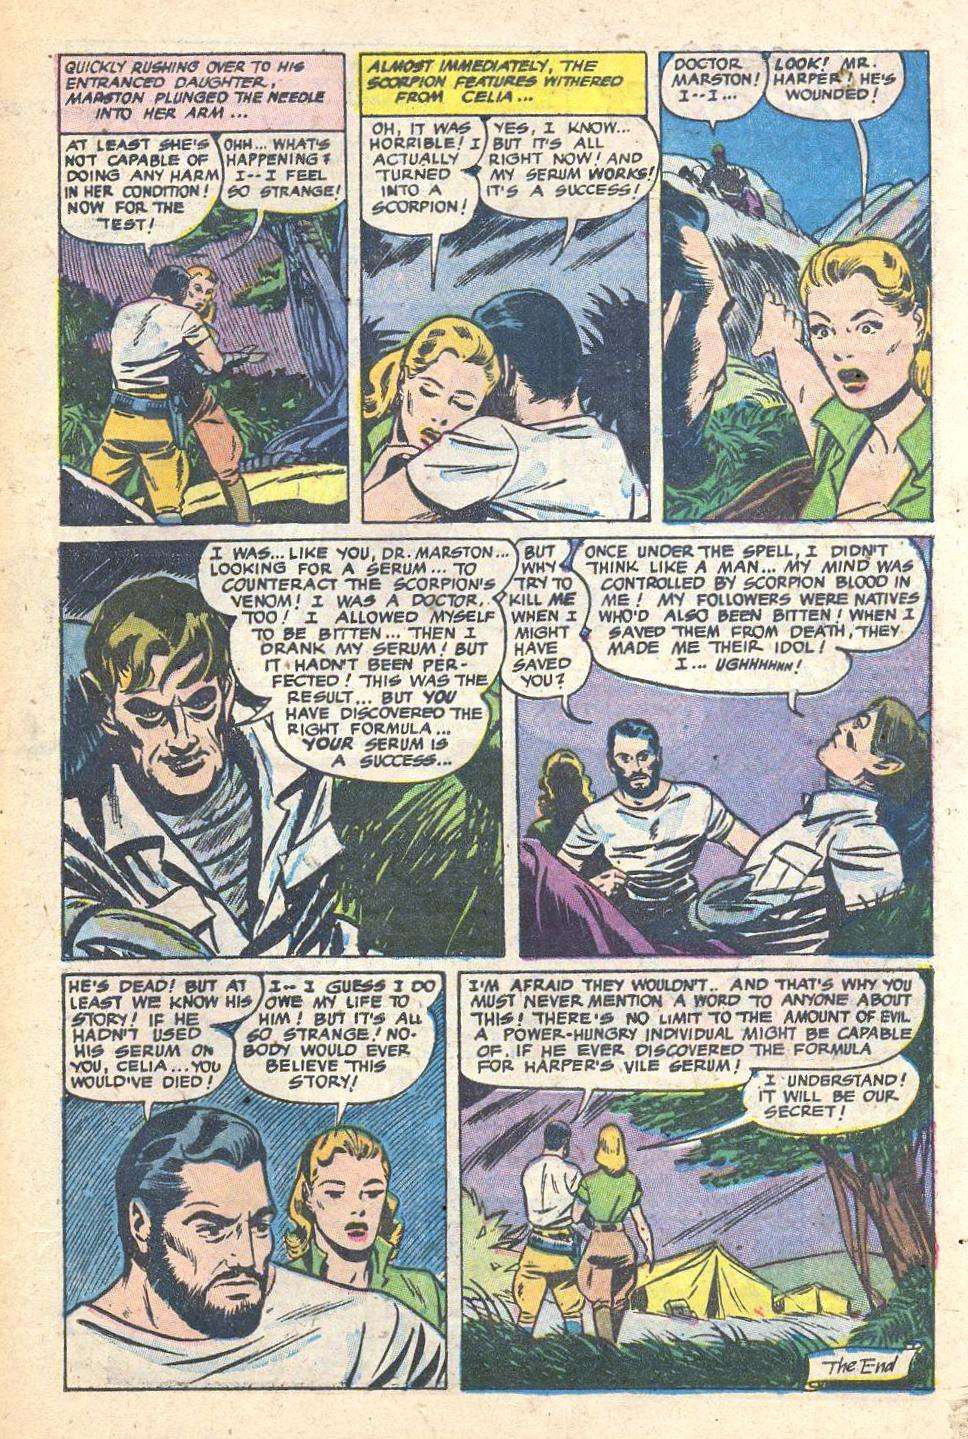 QUICKLY RUSHING OVER TO HIS
ENTRANCED DAUGHTER,
MARSTON PLUNGED THE NEEDLE
INTO HER ARM...
AT LEAST SHE'S
NOT CAPABLE OF
DOING ANY HARM
IN HER CONDITION!
NOW FOR THE
TEST!
OHH... WHAT'S
HAPPENING?
I--I FEEL
SO STRANGE!
ALMOST IMMEDIATELY, THE
SCORPION FEATURES WITHERED
FROM CELIA...
OH, IT WAS
HORRIBLE! I
ACTUALLY
TURNED
INTO A
SCORPION!
YES, I KNOW...
BUT IT'S ALL
RIGHT NOW! AND
MY SERUM WORKS!
IT'S A SUCCESS!
DOCTOR
MARSTON!
I--I...
LOOK! MR.
HARPER! HE'S
WOUNDED!
I WAS... LIKE YOU, DR. MARSTON...
LOOKING FOR A SERUM... TO
COUNTERACT THE SCORPION'S
VENOM! I WAS A DOCTOR,
TOO! I ALLOWED MYSELF
TO BE BITTEN... THEN I
DRANK MY SERUM! BUT
IT HADN'T BEEN PER-
FECTED! THIS WAS THE
RESULT... BUT YOU
HAVE DISCOVERED THE
RIGHT FORMULA...
YOUR SERUM IS
A SUCCESS...
BUT
WHY
TRY TO
KILL ME
WHEN I
MIGHT
HAVE
SAVED
YOU?
ONCE UNDER THE SPELL, I DIDN'T
THINK LIKE A MAN... MY MIND WAS
CONTROLLED BY SCORPION BLOOD IN
ME! MY FOLLOWERS WERE NATIVES
WHO'D ALSO BEEN BITTEN! WHEN I
SAVED THEM FROM DEATH, THEY
MADE ME THEIR IDOL!
I... UGHHHHHH!
HE'S DEAD! BUT AT
LEAST WE KNOW HIS
STORY! IF HE
HADN'T USED
HIS SERUM ON
YOU, CELIA... YOU
WOULD'VE DIED!
I--I GUESS I DO
OWE MY LIFE TO
HIM! BUT IT'S ALL
SO STRANGE! NO-
BODY WOULD EVER
BELIEVE THIS
STORY!
I'M AFRAID THEY WOULDN'T.. AND THAT'S WHY YOU
MUST NEVER MENTION A WORD TO ANYONE ABOUT
THIS! THERE'S NO LIMIT TO THE AMOUNT OF EVIL
A POWER-HUNGRY INDIVIDUAL MIGHT BE CAPABLE
OF, IF HE EVER DISCOVERED THE FORMULA
FOR HARPER'S VILE SERUM!
I UNDERSTAND!
IT WILL BE OUR
SECRET!
The End